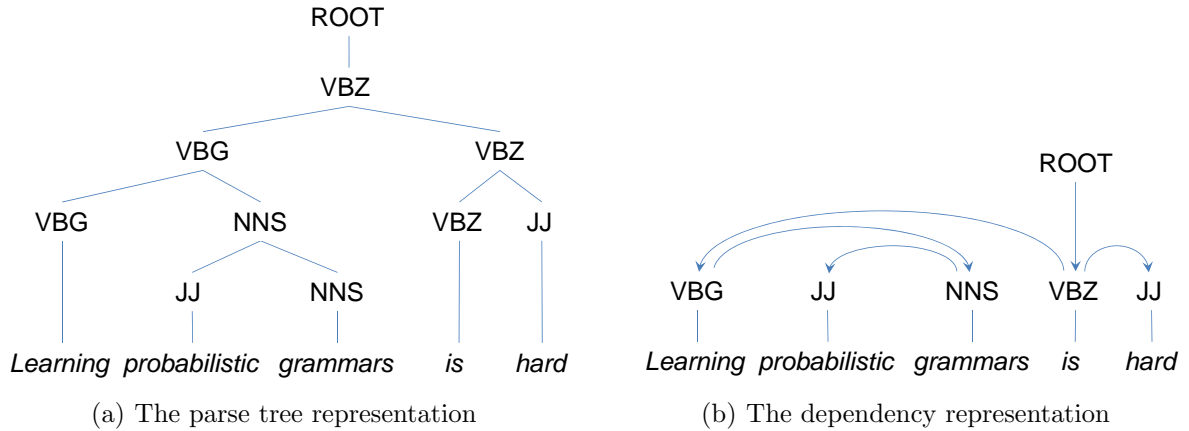 ROOT
VBZ
VBG VBZ
VBG NNS VBZ JJ
JJ NNS
Learning probabilistic grammars is hard
(a) The parse tree representation
ROOT
VBG JJ NNS VBZ JJ
Learning probabilistic grammars is hard
(b) The dependency representation